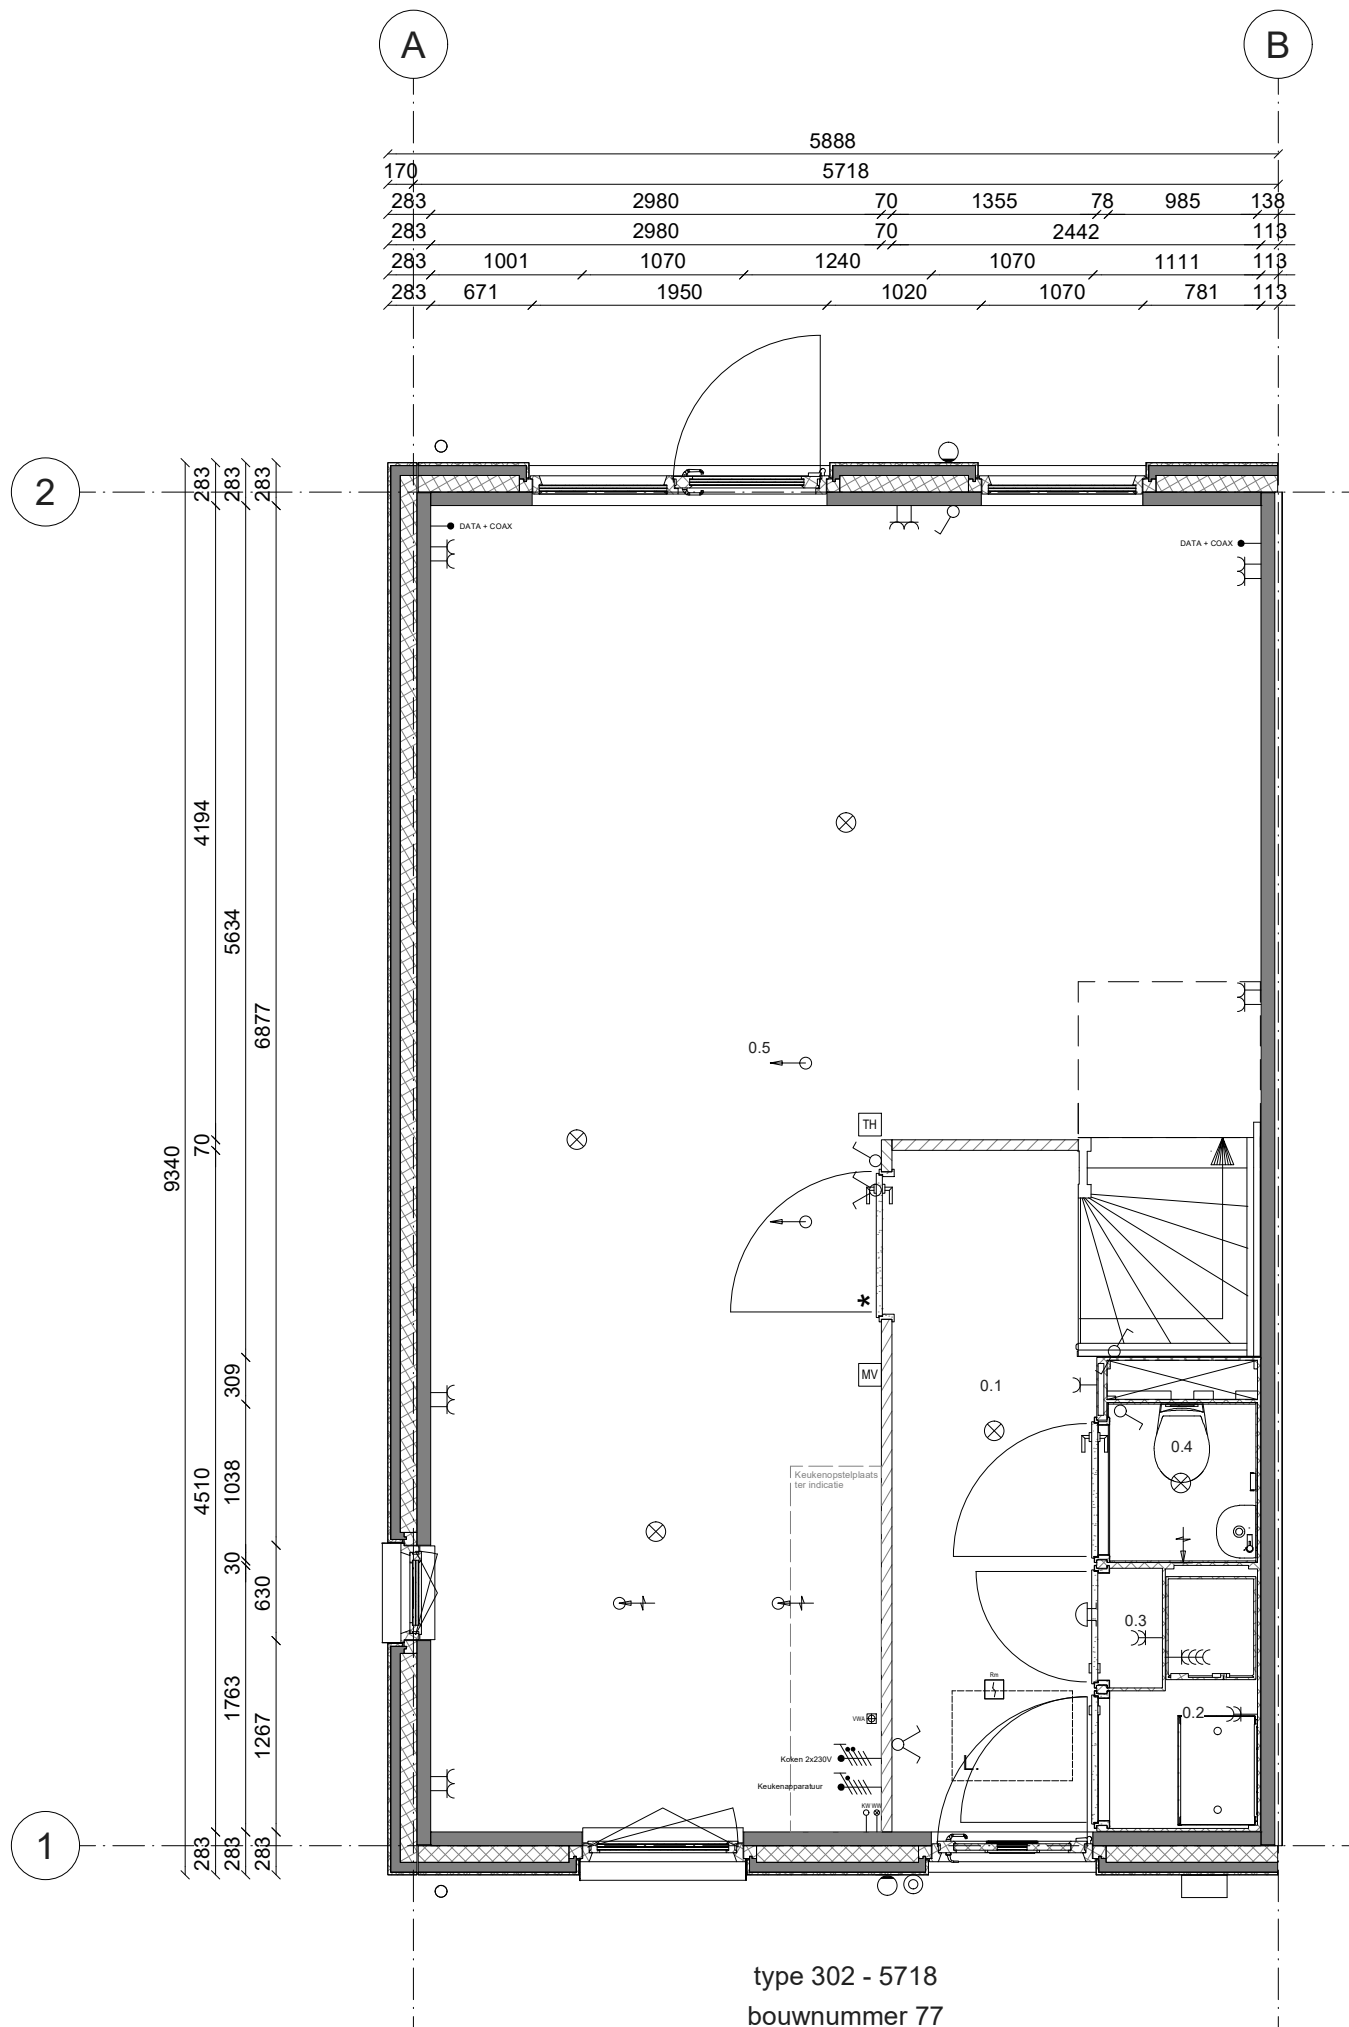 A B
5888
170 5718
283 2980 70 1355 78 985 138
283 2980 70 2442 113
283 1001 1070 1240 1070 1111 113
283 671 1950 1020 1070 781 113
2
283 283 283
DATA + COAX
DATA + COAX
4194
5634
6877
0.5
TH
70
9340
309
MV
0.1
0.4
Keukenopstelplaats
ter indicatie
1038
4510
30
630
0.3
Rm
1763
0.2
VWA
1267
L.
Koken 2x230V
Keukenapparatuur
KW WW
1
283 283 283
type 302 - 5718
bouwnummer 77